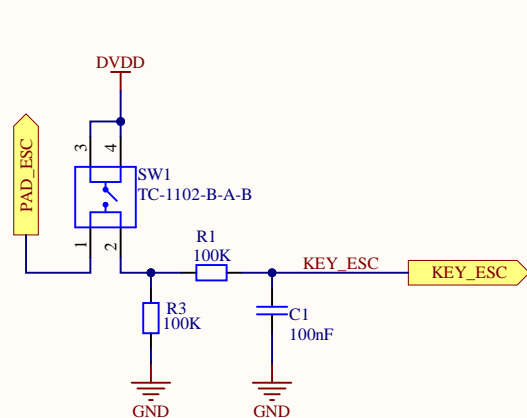 DVDD
PAD_ESC
3
4
SW1
TC-1102-B-A-B
1
2
R1
100K
KEY_ESC
KEY_ESC
R3
100K
C1
100nF
GND
GND